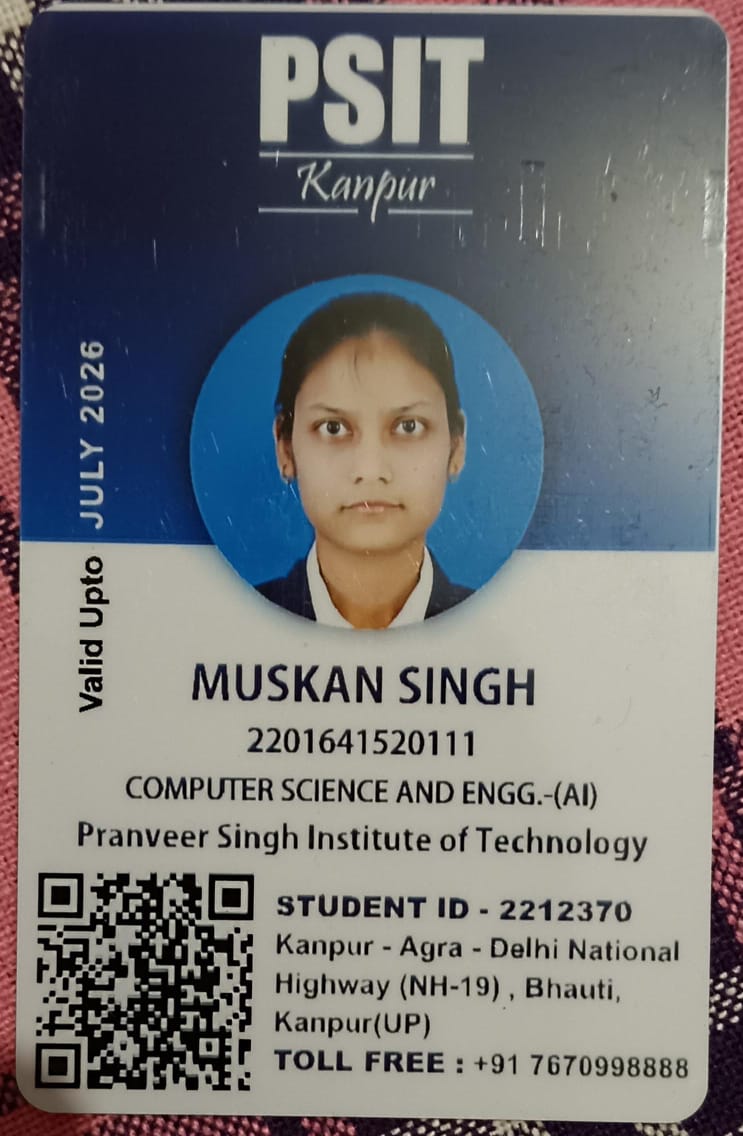 PSIT
Kanpur
Valid Upto JULY 2026
MUSKAN SINGH
2201641520111
COMPUTER SCIENCE AND ENGG.-(AI)
Pranveer Singh Institute of Technology
STUDENT ID - 2212370
Kanpur - Agra - Delhi National
Highway (NH-19) , Bhauti,
Kanpur(UP)
TOLL FREE : +91 7670998888